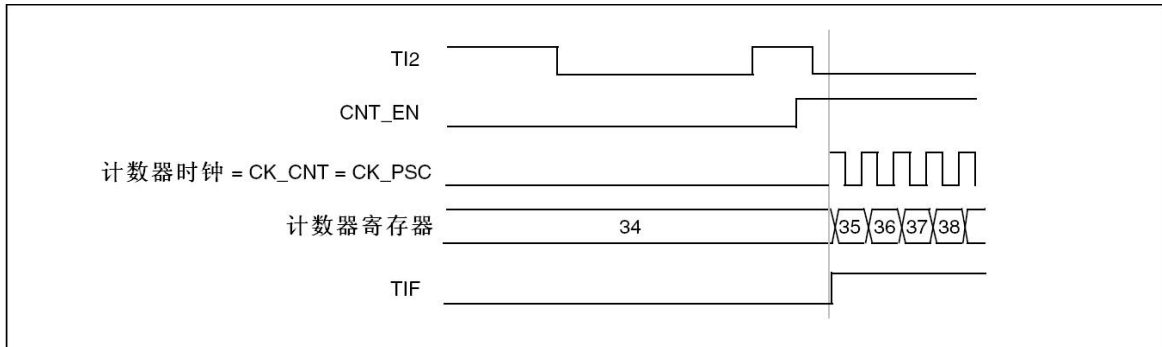 TI2
CNT_EN
计数器时钟 = CK_CNT = CK_PSC
计数器寄存器 34 35 36 37 38
TIF